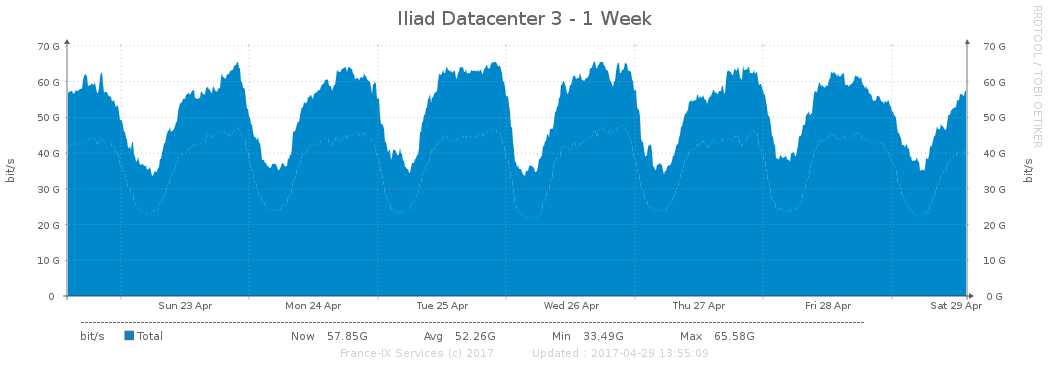 Iliad Datacenter 3 - 1 Week
RRDTOOL / TOBI OETIKER
70 G 70 G
60 G 60 G
50 G 50 G
40 G 40 G
30 G 30 G
20 G 20 G
10 G 10 G
0 0 G
bit/s bit/s
Sun 23 Apr Mon 24 Apr Tue 25 Apr Wed 26 Apr Thu 27 Apr Fri 28 Apr Sat 29 Apr
bit/s Total Now 57.85G Avg 52.26G Min 33.49G Max 65.58G
France-IX Services (c) 2017 Updated : 2017-04-29 13:55:09